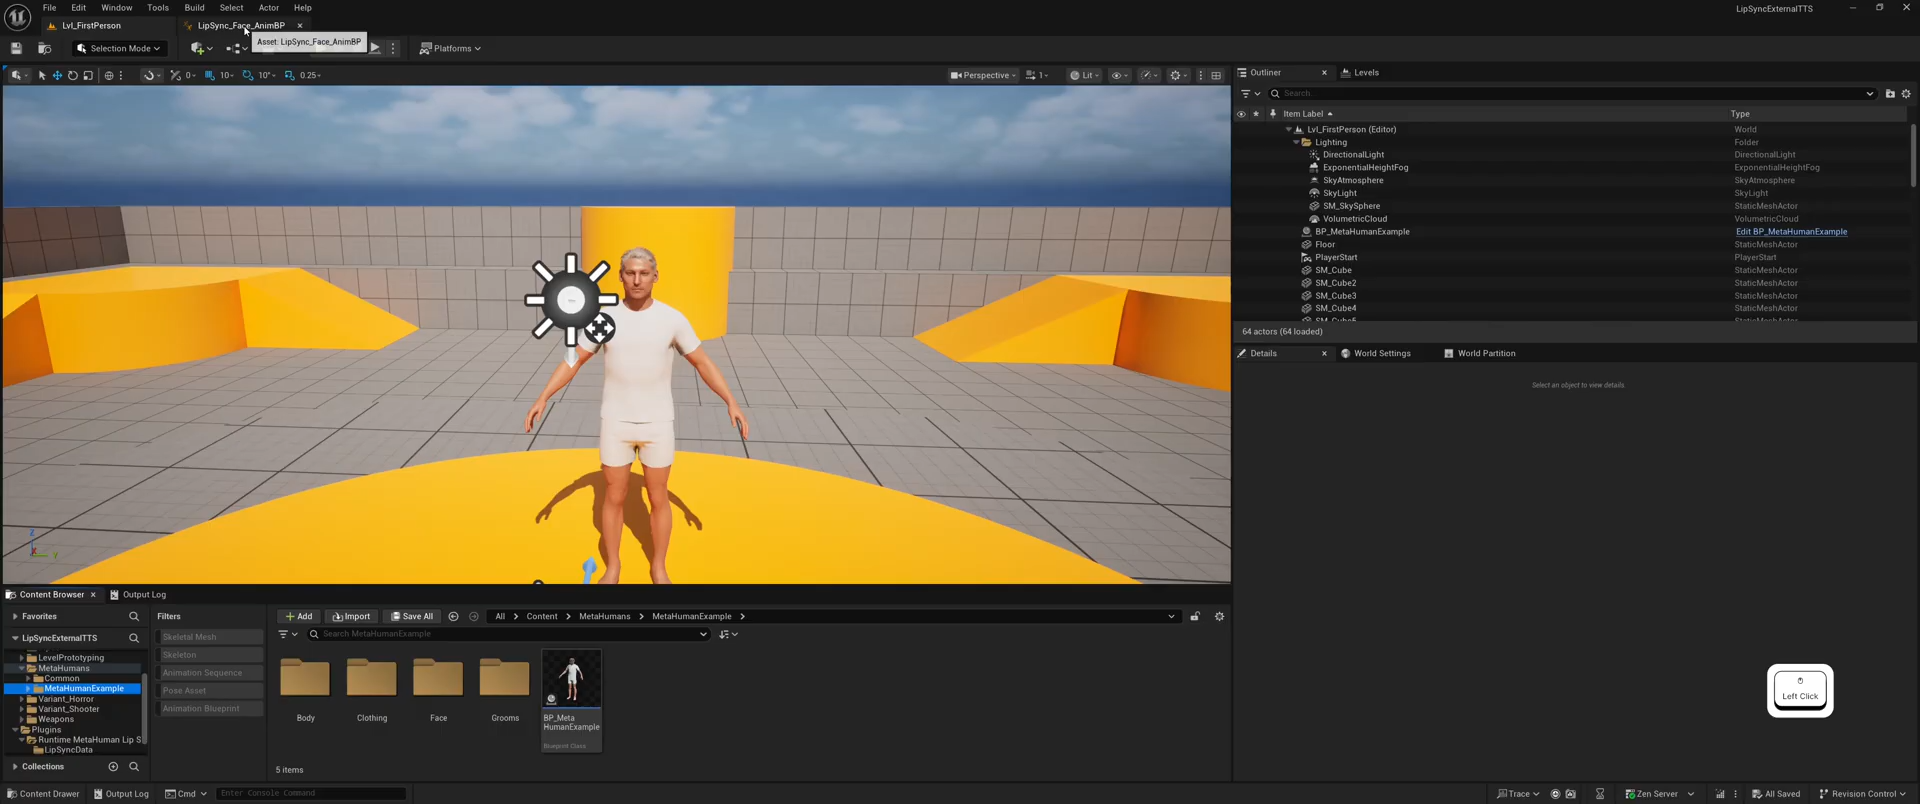 File Edit Window Tools Build Select Actor Help
LipSyncExternalTTS
Lvl_FirstPerson
LipSync_Face_AnimBP
Asset: LipSync_Face_AnimBP
Selection Mode
Platforms
0
10
10°
0.25
Perspective
1
Lit
Outliner
Levels
Search...
Item Label
Type
Lvl_FirstPerson (Editor) World
Lighting Folder
DirectionalLight DirectionalLight
ExponentialHeightFog ExponentialHeightFog
SkyAtmosphere SkyAtmosphere
SkyLight SkyLight
SM_SkySphere StaticMeshActor
VolumetricCloud VolumetricCloud
BP_MetaHumanExample Edit BP_MetaHumanExample
Floor StaticMeshActor
PlayerStart PlayerStart
SM_Cube StaticMeshActor
SM_Cube2 StaticMeshActor
SM_Cube3 StaticMeshActor
SM_Cube4 StaticMeshActor
64 actors (64 loaded)
Details
World Settings
World Partition
Select an object to view details.
Z
X
Y
Content Browser
Output Log
Favorites
LipSyncExternalTTS
LevelPrototyping
MetaHumans
Common
MetaHumanExample
Variant_Horror
Variant_Shooter
Weapons
Plugins
Runtime MetaHuman Lip S
LipSyncData
Collections
Filters
Skeletal Mesh
Skeleton
Animation Sequence
Pose Asset
Animation Blueprint
Add
Import
Save All
All
Content
MetaHumans
MetaHumanExample
Search MetaHumanExample
Body
Clothing
Face
Grooms
BP_Meta
HumanExample
Blueprint Class
5 items
Left Click
Content Drawer
Output Log
Cmd
Enter Console Command
Trace
Zen Server
All Saved
Revision Control